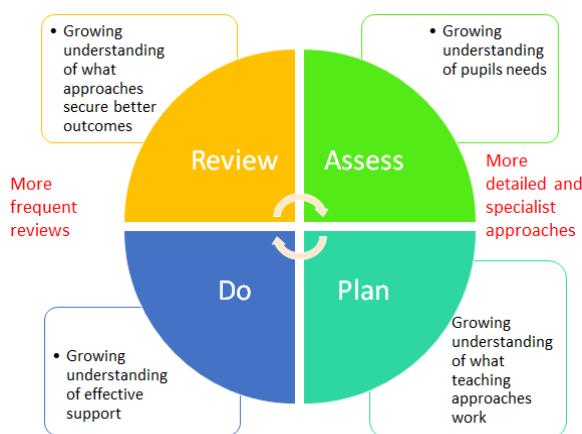 • Growing
understanding
of what
approaches
secure better
outcomes
• Growing
understanding
of pupils needs
Review
Assess
More
frequent
reviews
More
detailed and
specialist
approaches
Do
Plan
• Growing
understanding
of effective
support
Growing
understanding
of what
teaching
approaches
work